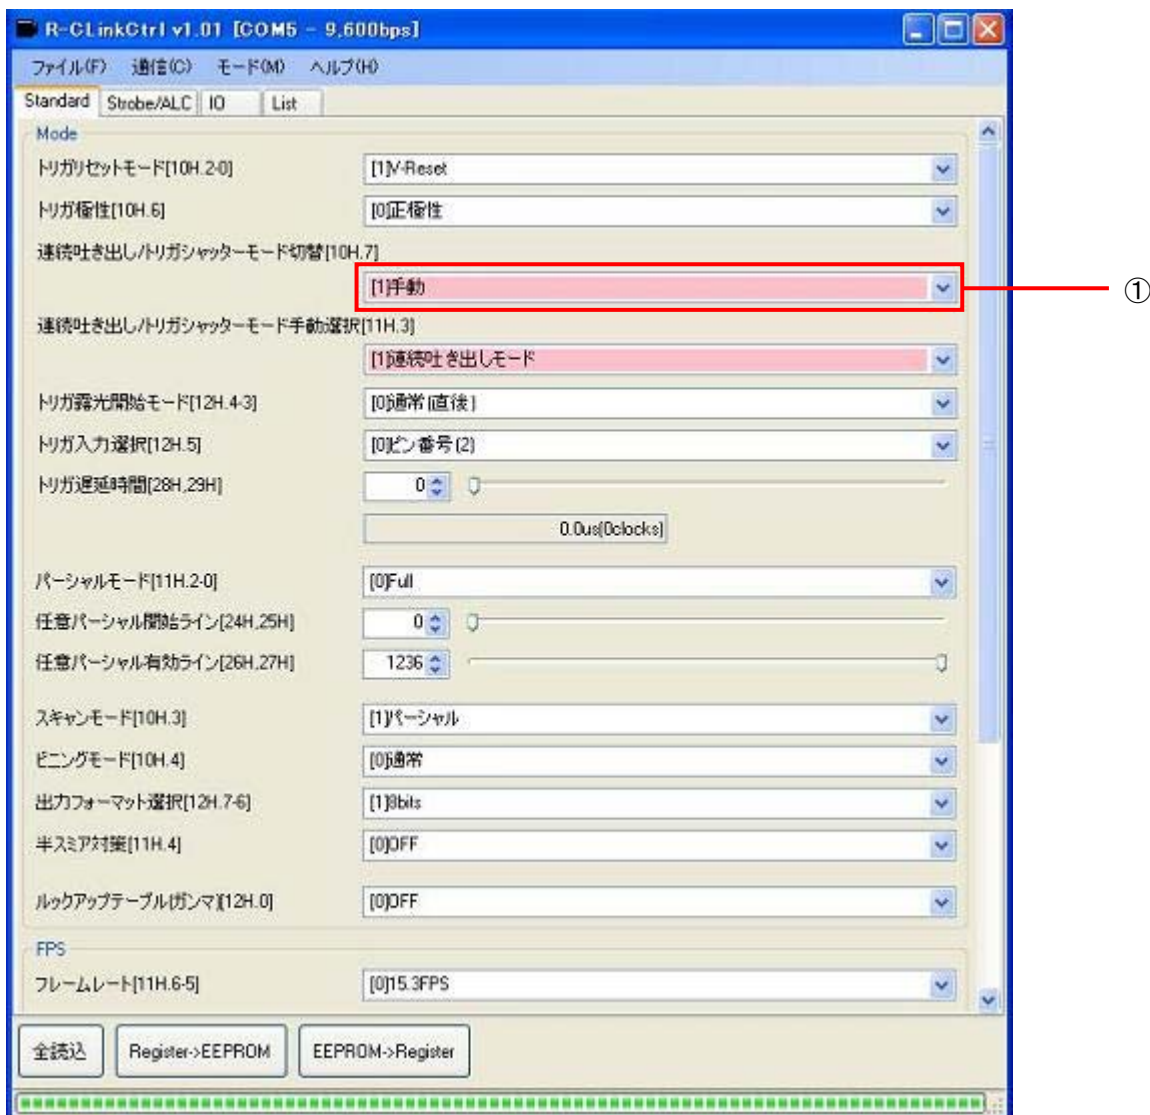 R-CLinkCtrl v1.01 [COM5 - 9,600bps]
ファイル(F) 通信(C) モード(M) ヘルプ(H)
Standard Strobe/ALC IO List
Mode
トリガリセットモード[10H.2-0] [1]V-Reset
トリガ極性[10H.6] [0]正極性
連続吐き出し/トリガシャッターモード切替[10H.7]
[1]手動
①
連続吐き出し/トリガシャッターモード手動選択[11H.3]
[1]連続吐き出しモード
トリガ露光開始モード[12H.4-3] [0]通常(直後)
トリガ入力選択[12H.5] [0]ピン番号(2)
トリガ遅延時間[28H,29H] 0
0.0us(0clocks)
パーシャルモード[11H.2-0] [0]Full
任意パーシャル開始ライン[24H,25H] 0
任意パーシャル有効ライン[26H,27H] 1236
スキャンモード[10H.3] [1]パーシャル
ビニングモード[10H.4] [0]通常
出力フォーマット選択[12H.7-6] [1]8bits
半スミア対策[11H.4] [0]OFF
ルックアップテーブル(ガンマ)[12H.0] [0]OFF
FPS
フレームレート[11H.6-5] [0]15.3FPS
全読込 Register->EEPROM EEPROM->Register